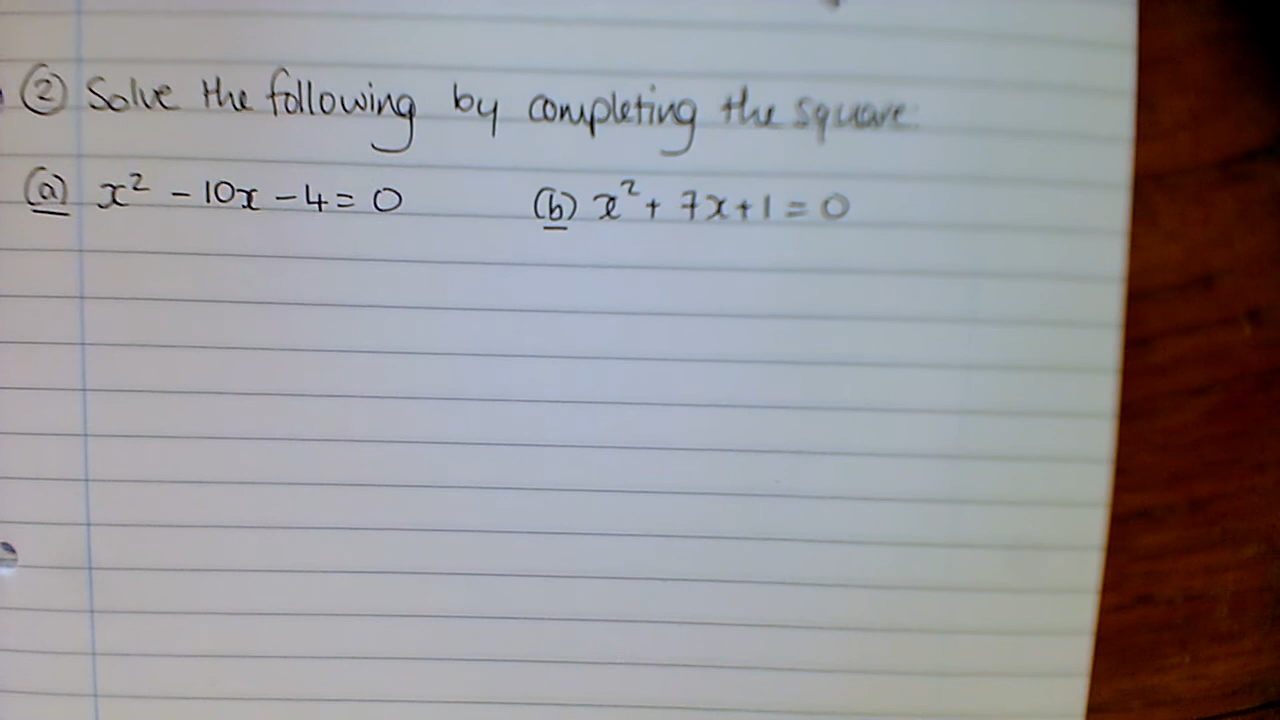 ② Solve the following by completing the square:
(a) x² - 10x - 4 = 0 (b) x² + 7x + 1 = 0